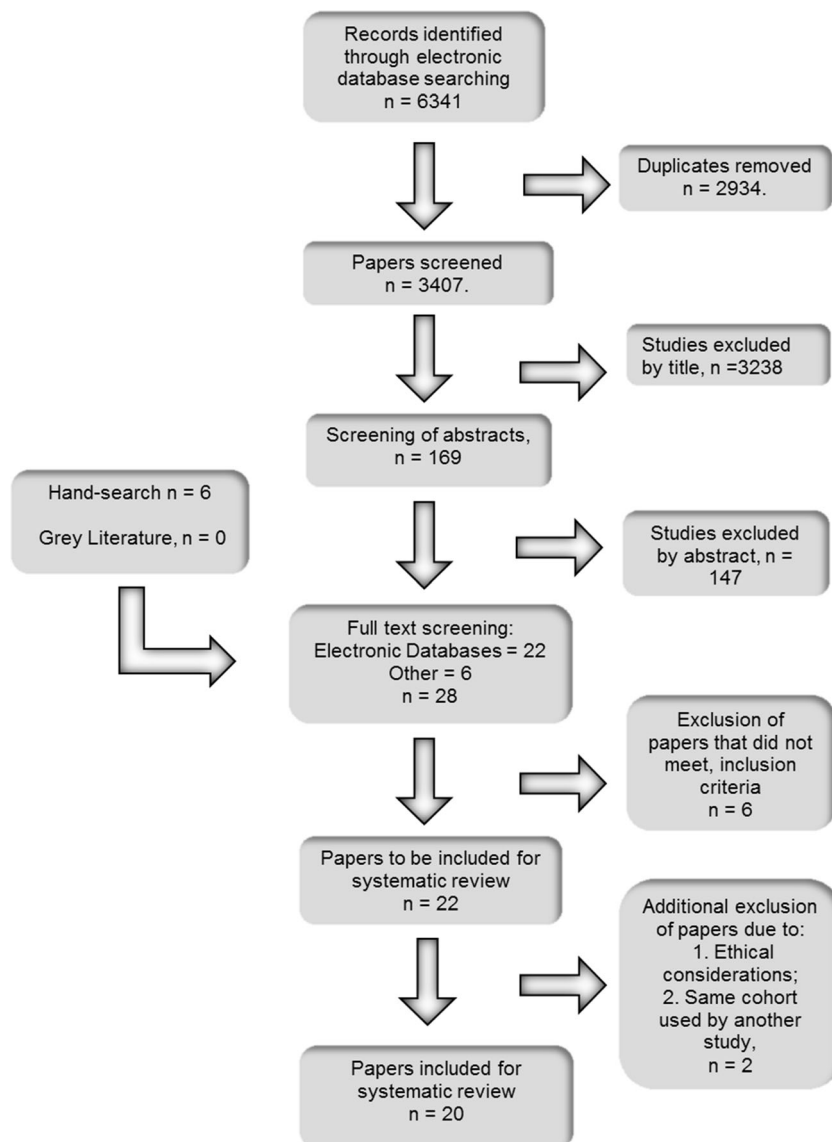 Records identified
through electronic
database searching
n = 6341
Duplicates removed
n = 2934.
Papers screened
n = 3407.
Studies excluded
by title, n =3238
Screening of abstracts,
n = 169
Hand-search n = 6
Grey Literature, n = 0
Studies excluded
by abstract, n =
147
Full text screening:
Electronic Databases = 22
Other = 6
n = 28
Exclusion of
papers that did not
meet, inclusion
criteria
n = 6
Papers to be included for
systematic review
n = 22
Additional exclusion
of papers due to:
1. Ethical
considerations;
2. Same cohort
used by another
study,
n = 2
Papers included for
systematic review
n = 20